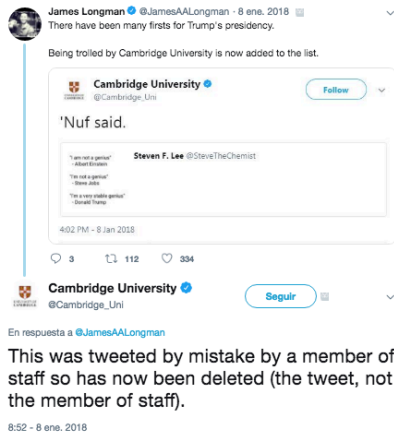 James Longman @JamesAALongman · 8 ene. 2018
There have been many firsts for Trump's presidency.
Being trolled by Cambridge University is now added to the list.
Cambridge University
@Cambridge_Uni
Follow
'Nuf said.
Steven F. Lee @SteveTheChemist
"I am not a genius"
- Albert Einstein
"I'm not a genius"
- Steve Jobs
"I'm a very stable genius"
- Donald Trump
4:02 PM - 8 Jan 2018
3 112 334
Cambridge University
@Cambridge_Uni
Seguir
En respuesta a @JamesAALongman
This was tweeted by mistake by a member of
staff so has now been deleted (the tweet, not
the member of staff).
8:52 - 8 ene. 2018